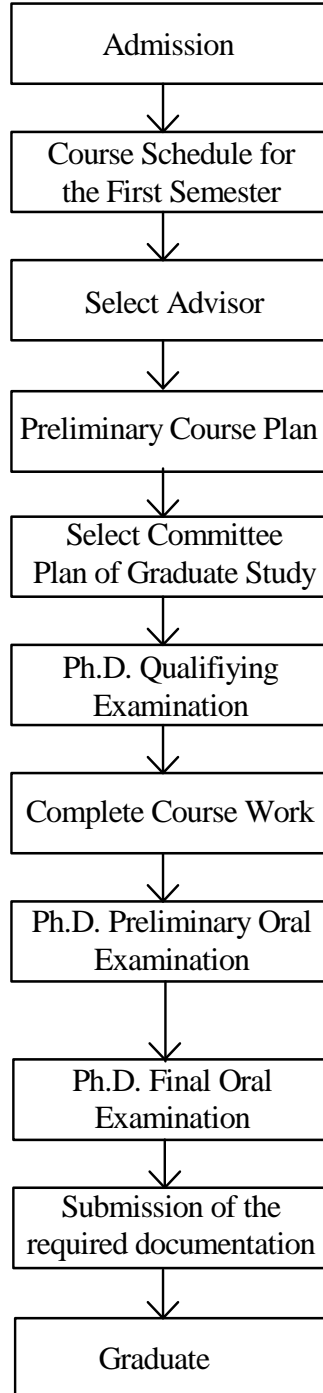 Admission
Course Schedule for
the First Semester
Select Advisor
Preliminary Course Plan
Select Committee
Plan of Graduate Study
Ph.D. Qualifiying
Examination
Complete Course Work
Ph.D. Preliminary Oral
Examination
Ph.D. Final Oral
Examination
Submission of the
required documentation
Graduate